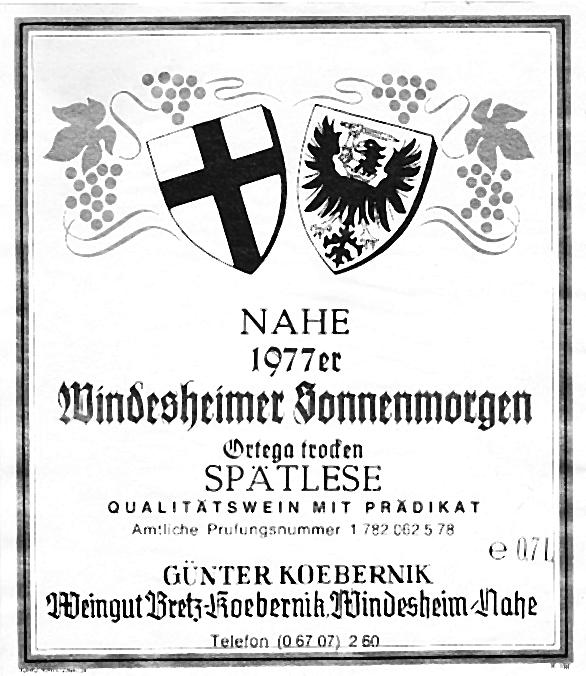 NAHE
1977er
Windesheimer Sonnenmorgen
Ortega trocken
SPÄTLESE
QUALITÄTSWEIN MIT PRÄDIKAT
Amtliche Prüfungsnummer 1 782 062 5 78
e 0,7 L
GÜNTER KOEBERNIK
Weingut Bretz-Koebernik, Windesheim-Nahe
Telefon (0 67 07) 2 60